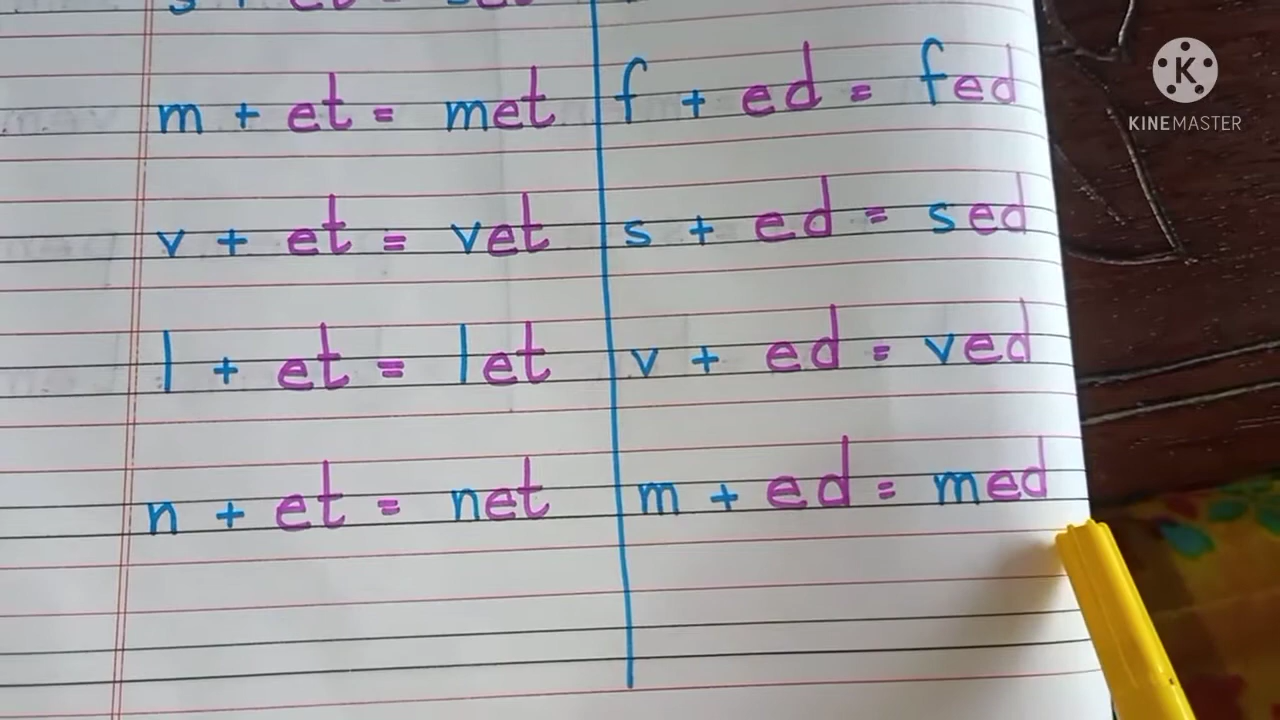 m + et = met
v + et = vet
l + et = let
n + et = net
f + ed = fed
s + ed = sed
v + ed = ved
m + ed = med
K
KINEMASTER